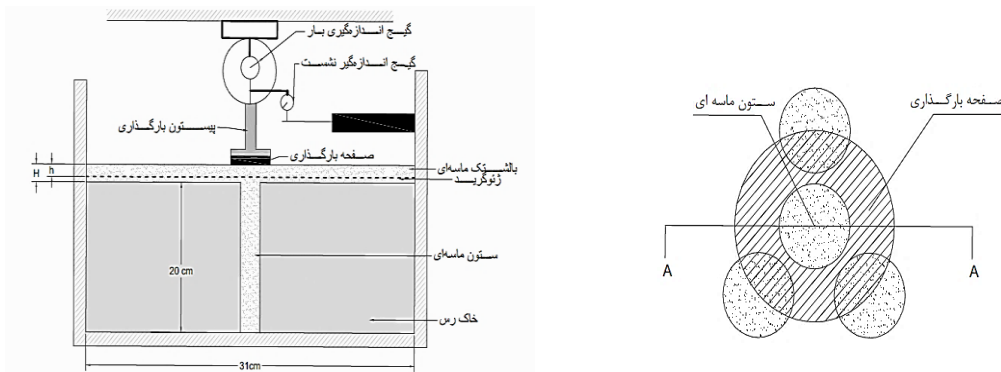 گیج اندازه‌گیری بار
گیج اندازه‌گیر نشست
پیستون بارگذاری
صفحه بارگذاری
بالشتک ماسه‌ای
ژئوگرید
H
h
20 cm
ستون ماسه‌ای
خاک رس
31cm
ستون ماسه ای
صفحه بارگذاری
A
A